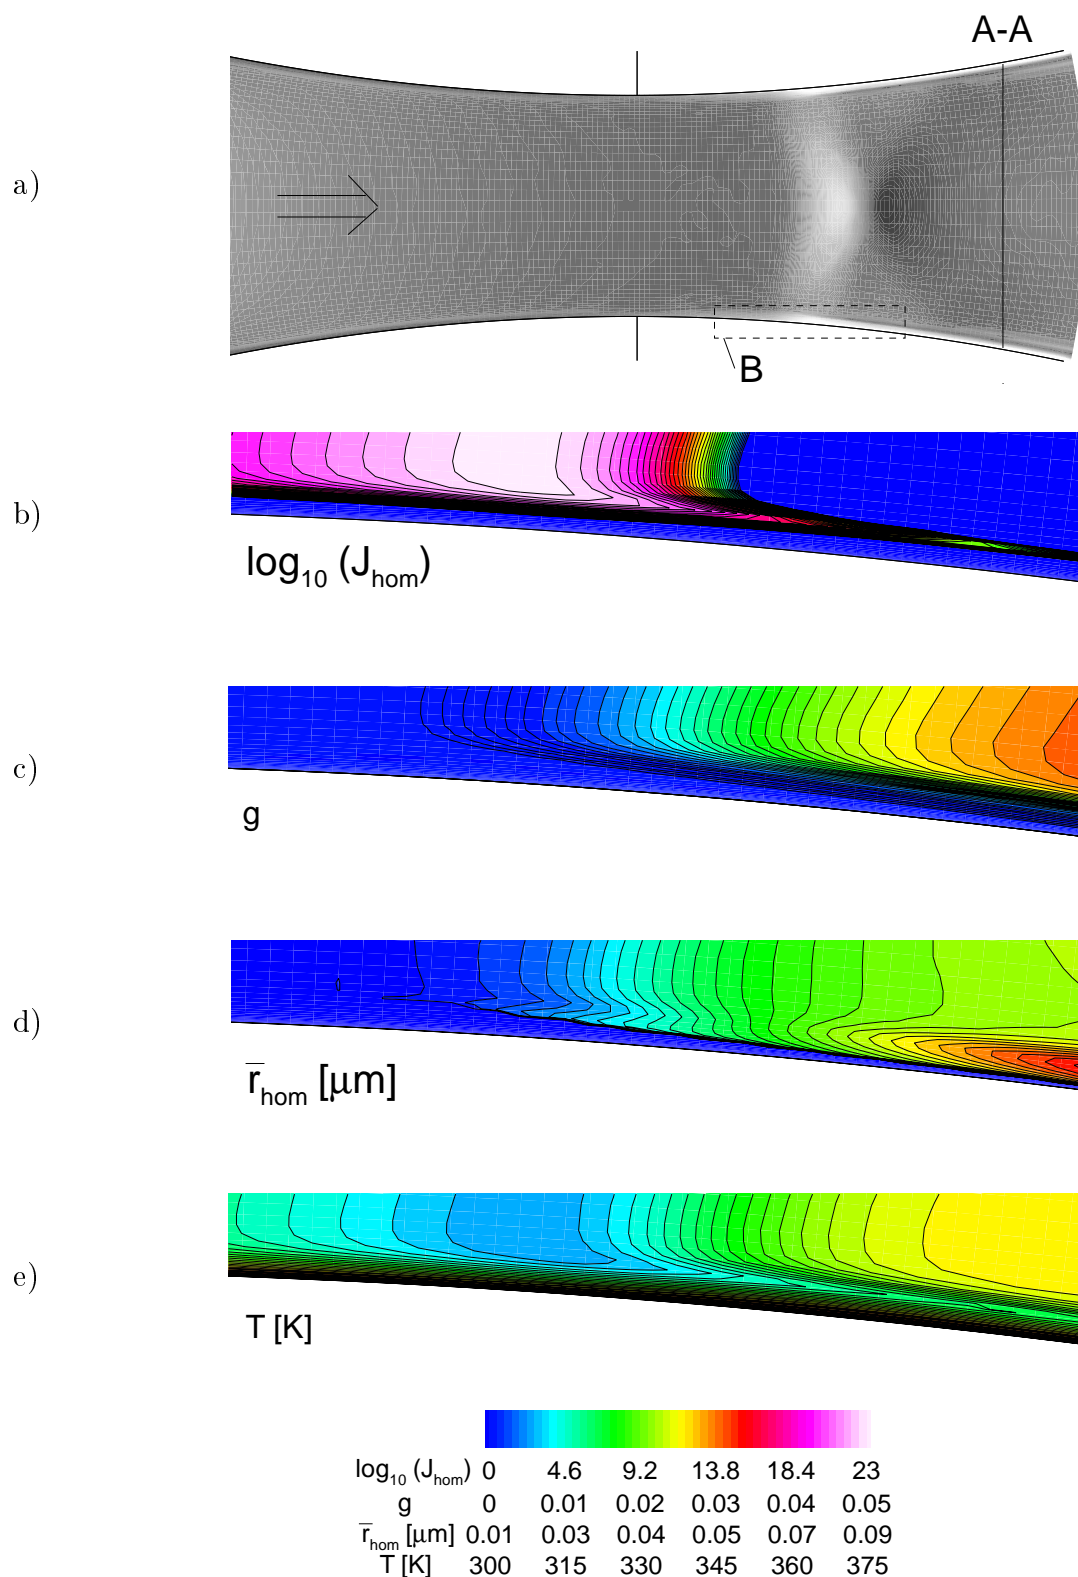 A-A
a)
B
b)
log10 (Jhom)
c)
g
d)
r̅hom [μm]
e)
T [K]
log10 (Jhom) 0 4.6 9.2 13.8 18.4 23
g 0 0.01 0.02 0.03 0.04 0.05
r̅hom [μm] 0.01 0.03 0.04 0.05 0.07 0.09
T [K] 300 315 330 345 360 375